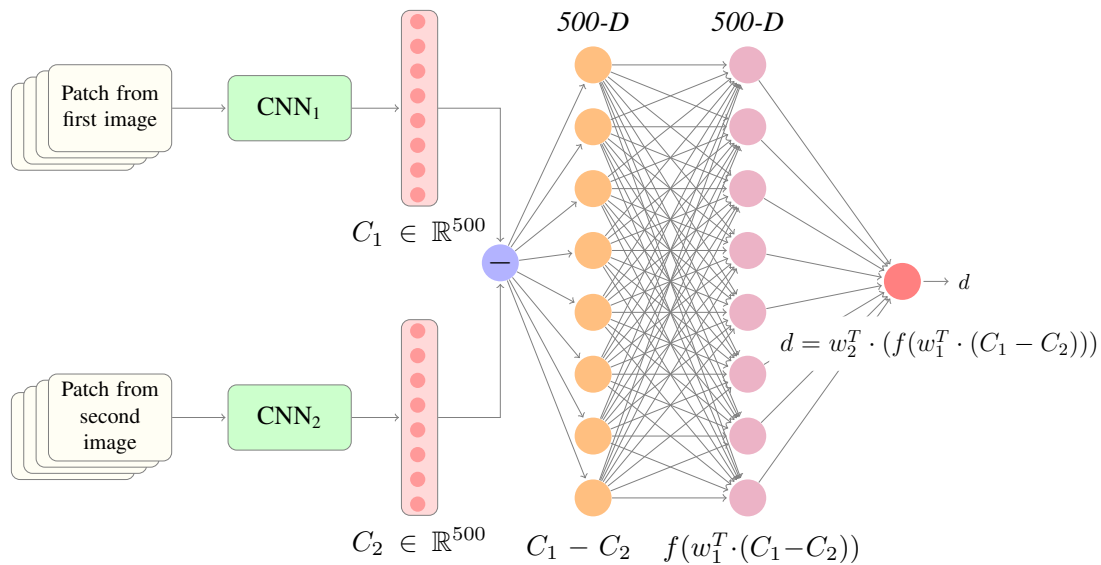 500-D
500-D
Patch from
first image
CNN₁
C₁ ∈ ℝ⁵⁰⁰
−
d
d = w₂ᵀ · (f(w₁ᵀ · (C₁ − C₂)))
Patch from
second
image
CNN₂
C₂ ∈ ℝ⁵⁰⁰
C₁ − C₂
f(w₁ᵀ·(C₁−C₂))